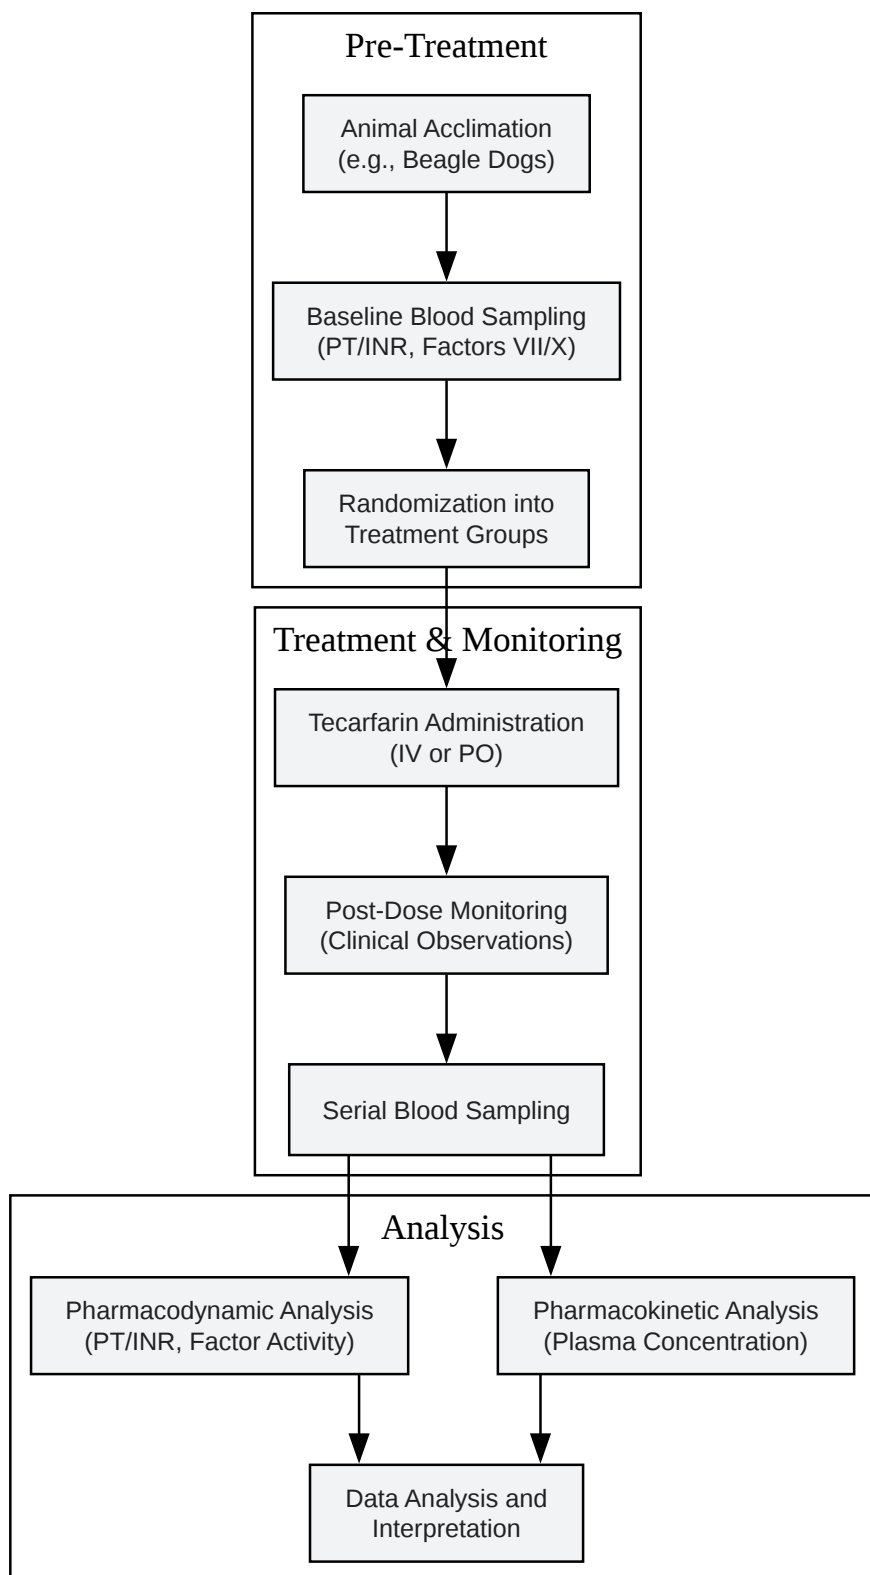 Pre-Treatment
Animal Acclimation
(e.g., Beagle Dogs)
Baseline Blood Sampling
(PT/INR, Factors VII/X)
Randomization into
Treatment Groups
Treatment & Monitoring
Tecarfarin Administration
(IV or PO)
Post-Dose Monitoring
(Clinical Observations)
Serial Blood Sampling
Analysis
Pharmacodynamic Analysis
(PT/INR, Factor Activity)
Pharmacokinetic Analysis
(Plasma Concentration)
Data Analysis and
Interpretation